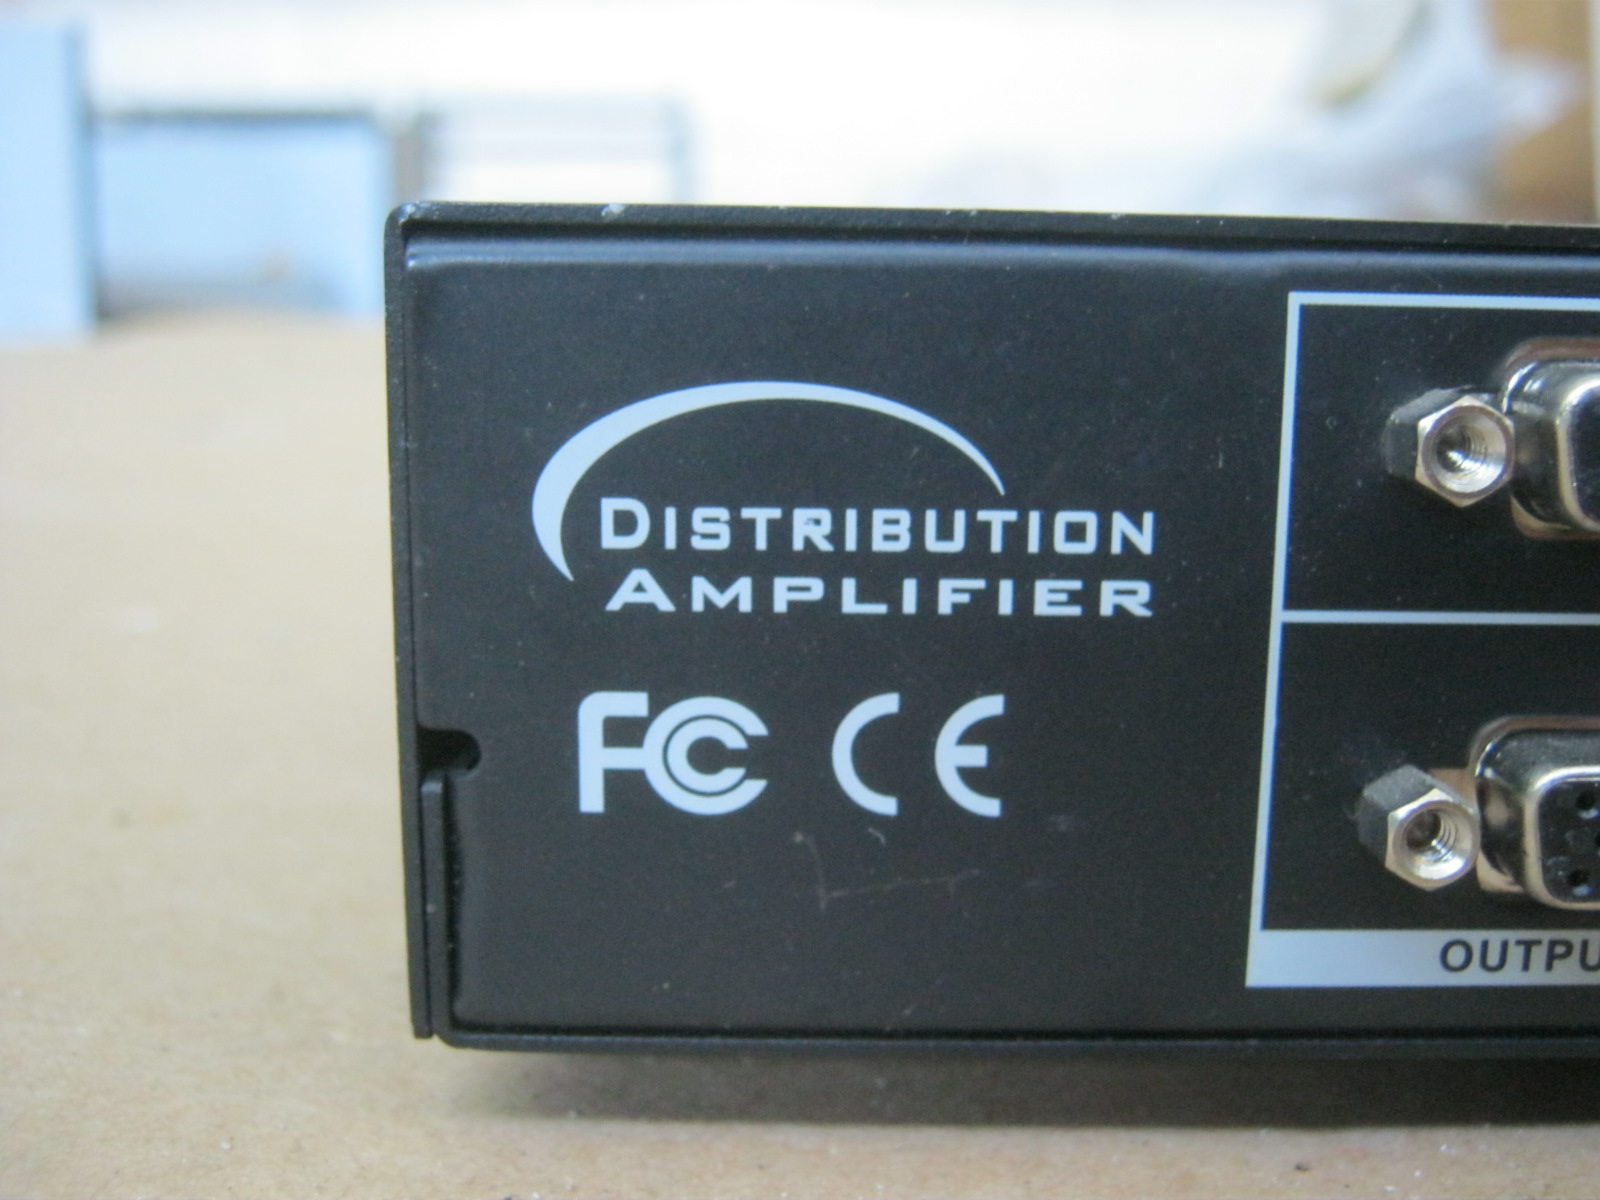 DISTRIBUTION
AMPLIFIER
FC CE
OUTPU